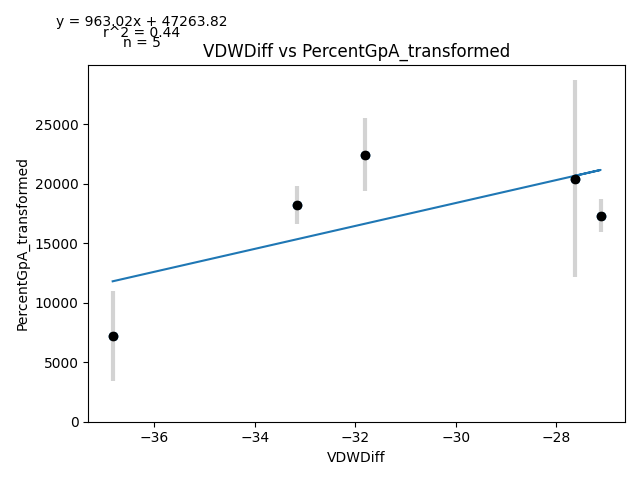 y = 963.02x + 47263.82
r^2 = 0.44
n = 5
VDWDiff vs PercentGpA_transformed
PercentGpA_transformed
25000
20000
15000
10000
5000
0
−36
−34
−32
−30
−28
VDWDiff